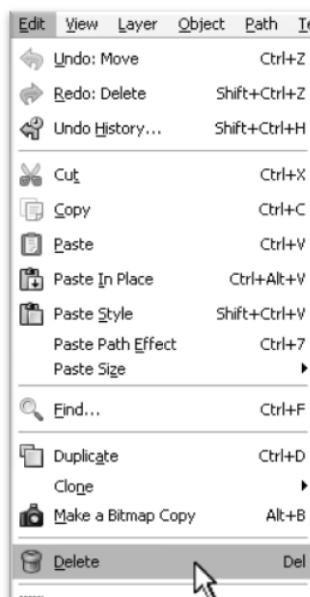 Edit View Layer Object Path
Undo: Move Ctrl+Z
Redo: Delete Shift+Ctrl+Z
Undo History... Shift+Ctrl+H
Cut Ctrl+X
Copy Ctrl+C
Paste Ctrl+V
Paste In Place Ctrl+Alt+V
Paste Style Shift+Ctrl+V
Paste Path Effect Ctrl+7
Paste Size
Find... Ctrl+F
Duplicate Ctrl+D
Clone
Make a Bitmap Copy Alt+B
Delete Del